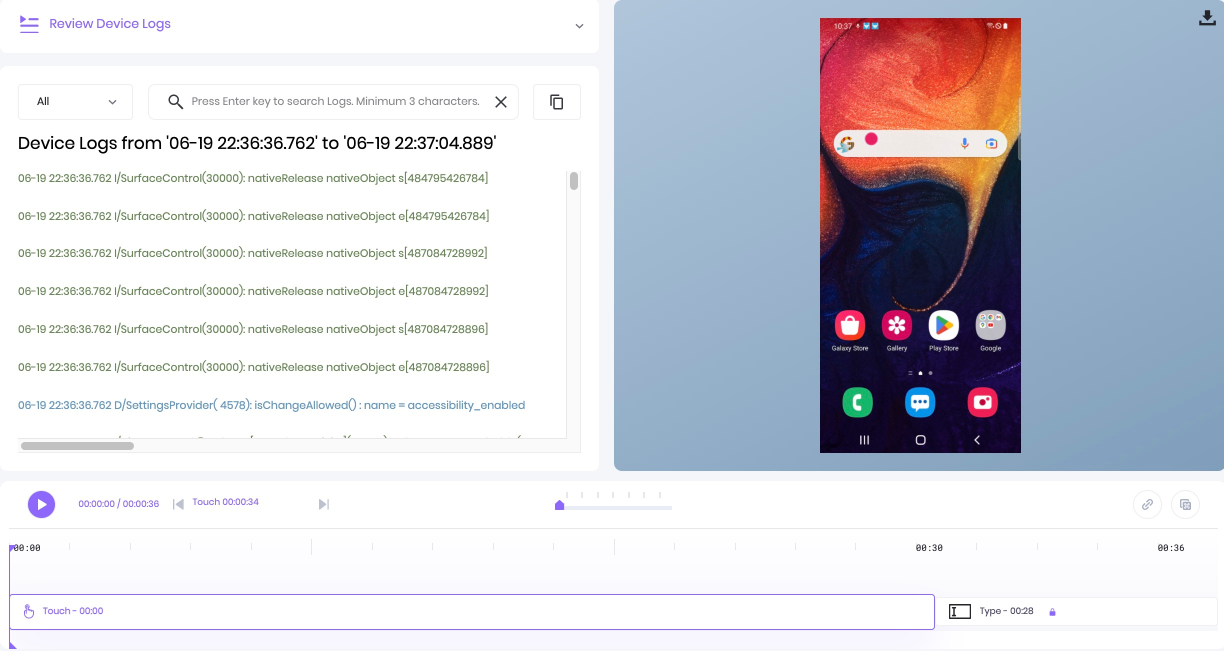 Review Device Logs
All
Press Enter key to search Logs. Minimum 3 characters.
Device Logs from '06-19 22:36:36.762' to '06-19 22:37:04.889'
06-19 22:36:36.762 I/SurfaceControl(30000): nativeRelease nativeObject s[484795426784]
06-19 22:36:36.762 I/SurfaceControl(30000): nativeRelease nativeObject e[484795426784]
06-19 22:36:36.762 I/SurfaceControl(30000): nativeRelease nativeObject s[487084728992]
06-19 22:36:36.762 I/SurfaceControl(30000): nativeRelease nativeObject e[487084728992]
06-19 22:36:36.762 I/SurfaceControl(30000): nativeRelease nativeObject s[487084728896]
06-19 22:36:36.762 I/SurfaceControl(30000): nativeRelease nativeObject e[487084728896]
06-19 22:36:36.762 D/SettingsProvider( 4578): isChangeAllowed() : name = accessibility_enabled
10:37
Galaxy Store Gallery Play Store Google
00:00:00 / 00:00:36 Touch 00:00:34
00:00 00:30 00:36
Touch - 00:00 Type - 00:28